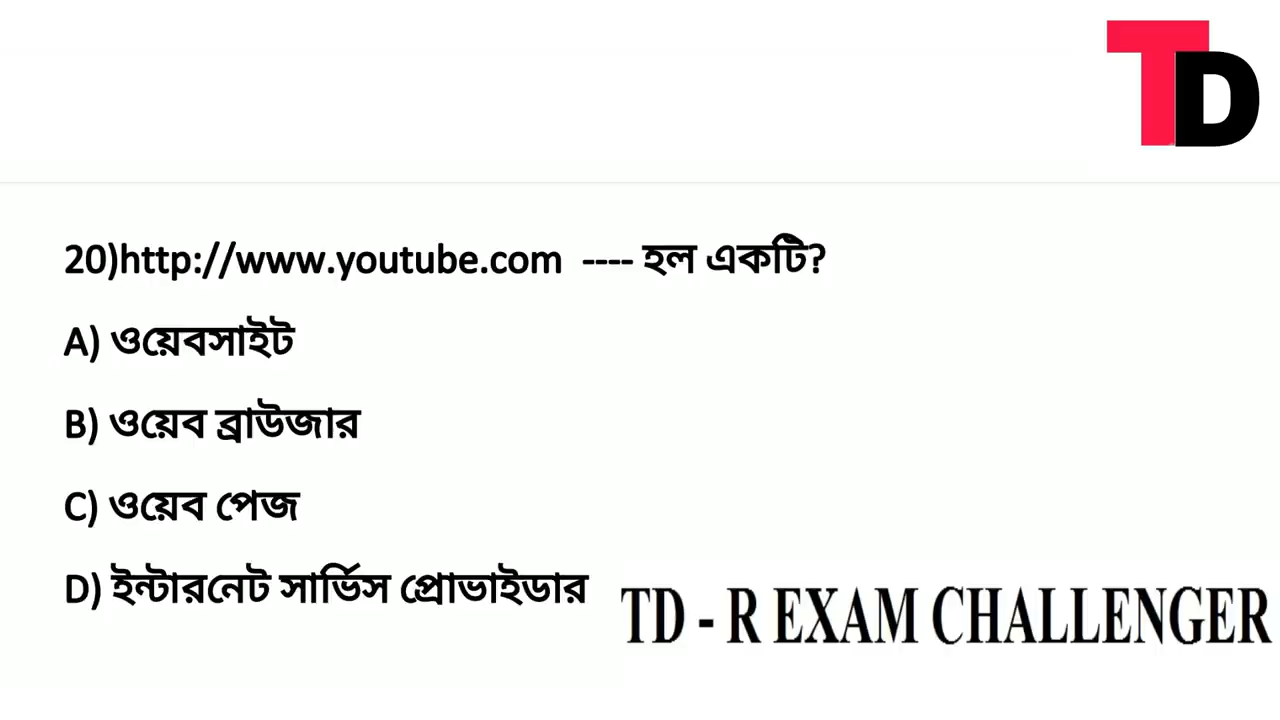 TD
20)http://www.youtube.com ---- হল একটি?
A) ওয়েবসাইট
B) ওয়েব ব্রাউজার
C) ওয়েব পেজ
D) ইন্টারনেট সার্ভিস প্রোভাইডার
TD - R EXAM CHALLENGER